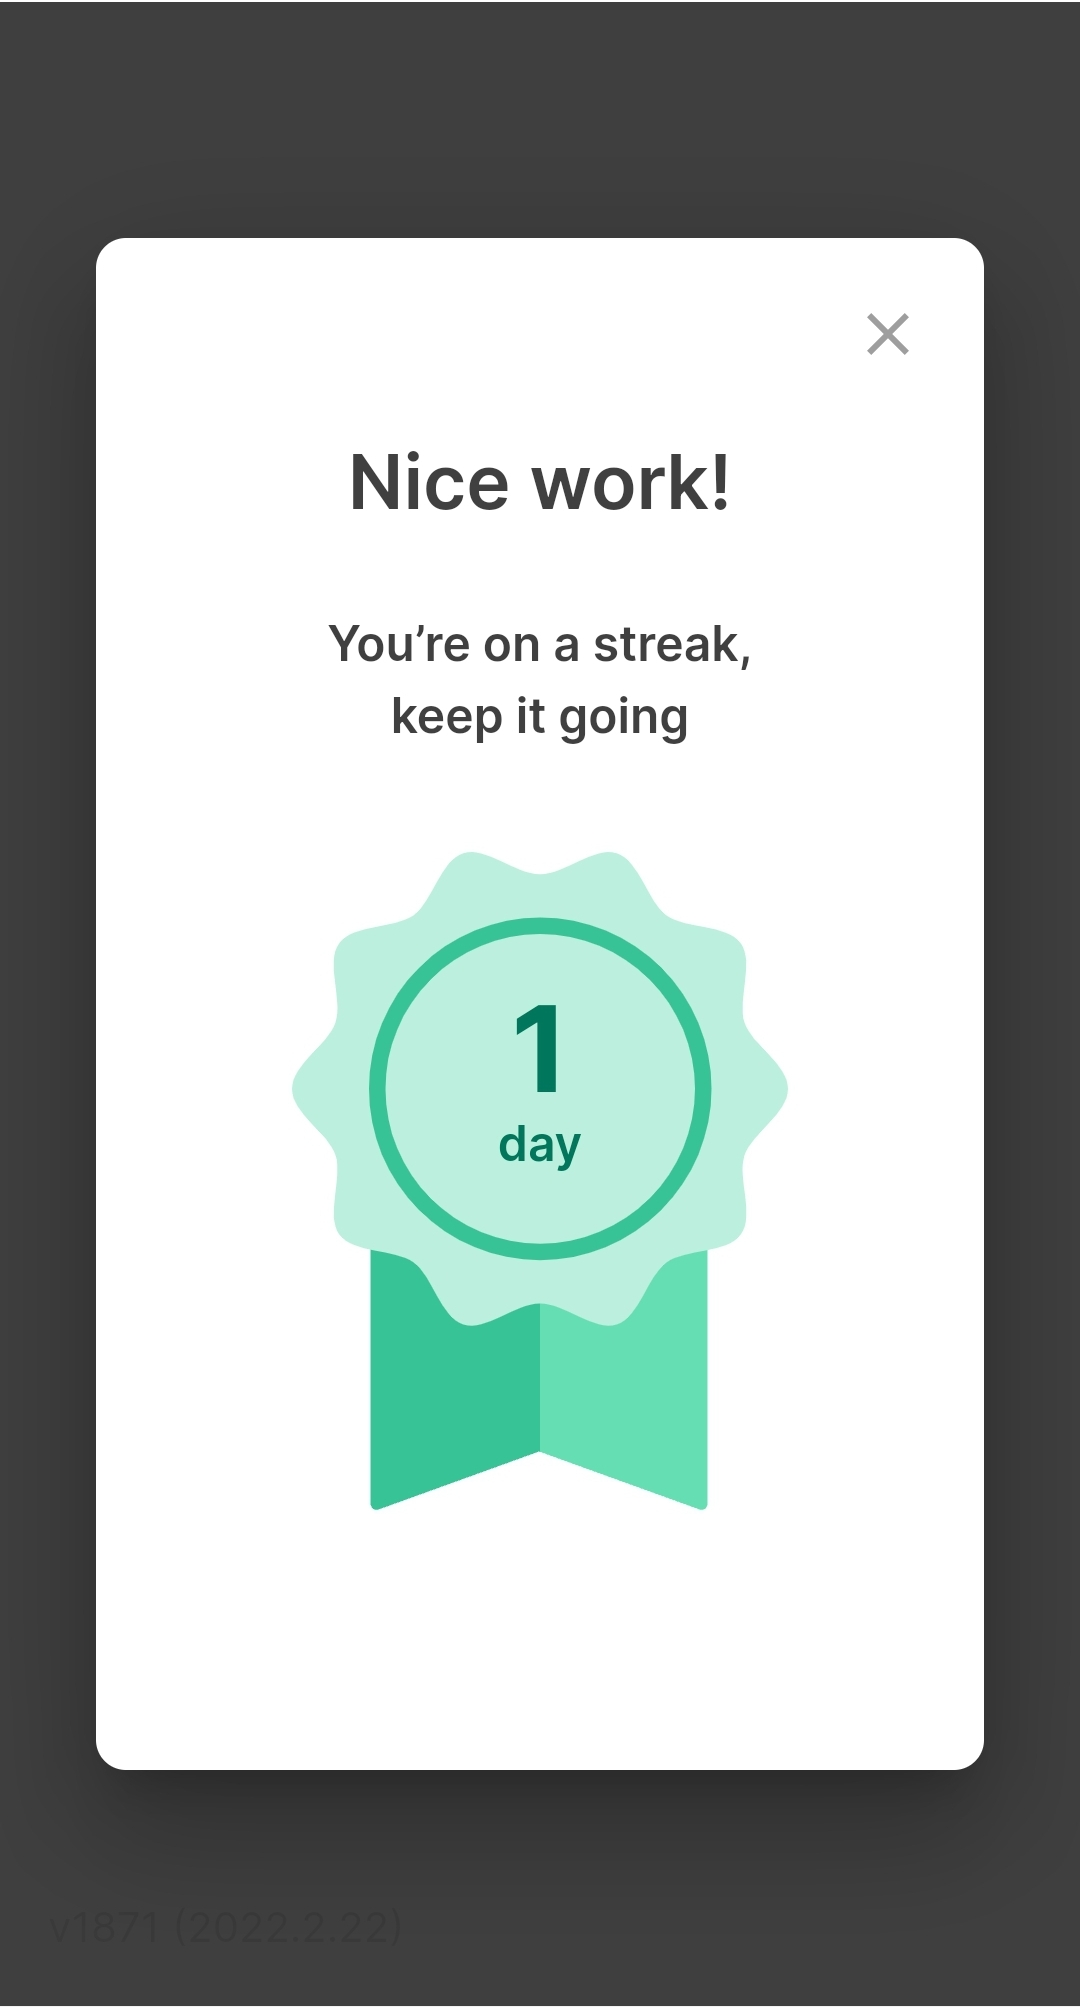 Nice work!
You’re on a streak,
keep it going
1
day
v1871 (2022.2.22)